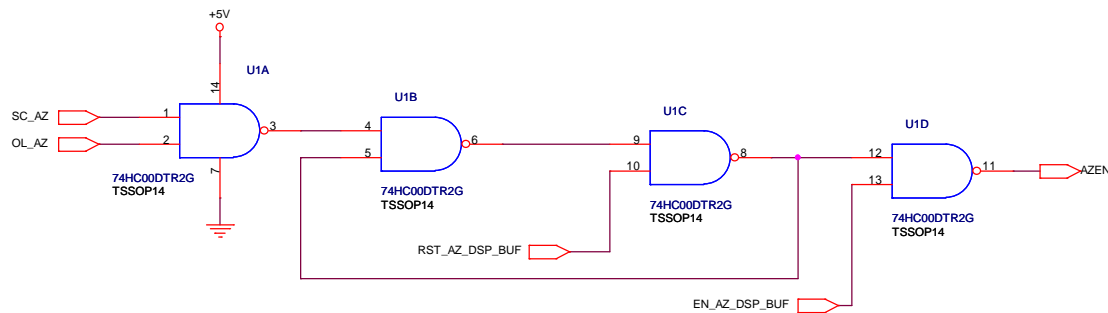 +5V
U1A
14
SC_AZ
1
3
OL_AZ
2
7
74HC00DTR2G
TSSOP14
U1B
4
6
5
74HC00DTR2G
TSSOP14
U1C
9
8
10
74HC00DTR2G
TSSOP14
RST_AZ_DSP_BUF
U1D
12
11
13
AZEN
74HC00DTR2G
TSSOP14
EN_AZ_DSP_BUF